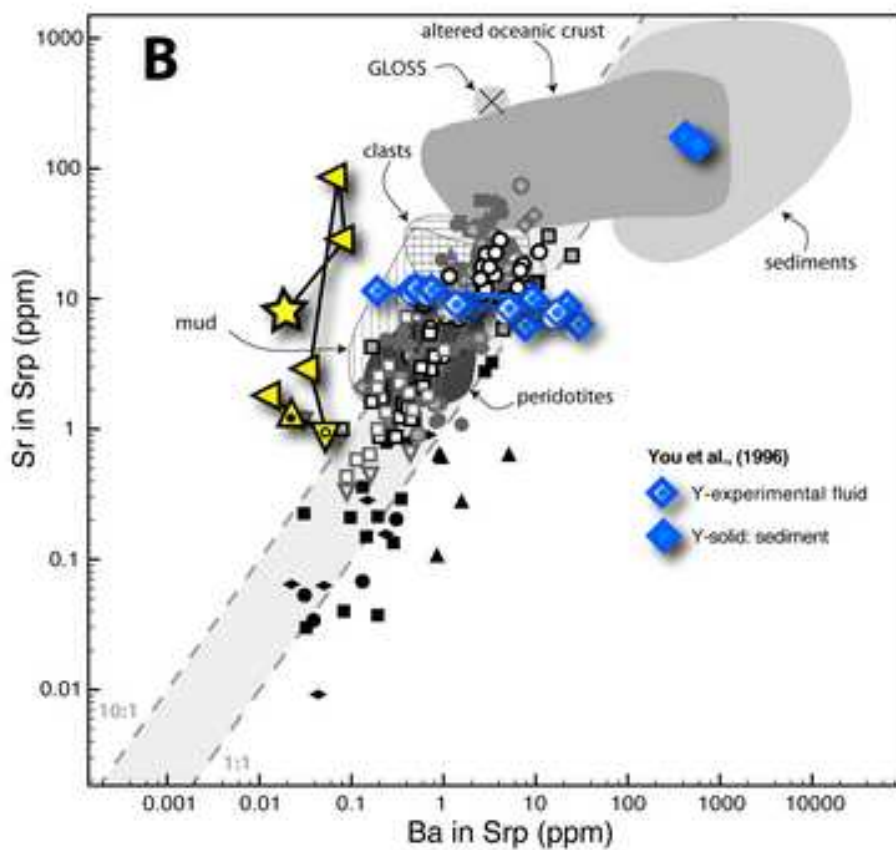 B
altered oceanic crust
GLOSS
clasts
sediments
mud
peridotites
You et al., (1996)
Y-experimental fluid
Y-solid: sediment
10:1
1:1
Sr in Srp (ppm)
1000
100
10
1
0.1
0.01
0.001
0.01
0.1
1
10
100
1000
10000
Ba in Srp (ppm)